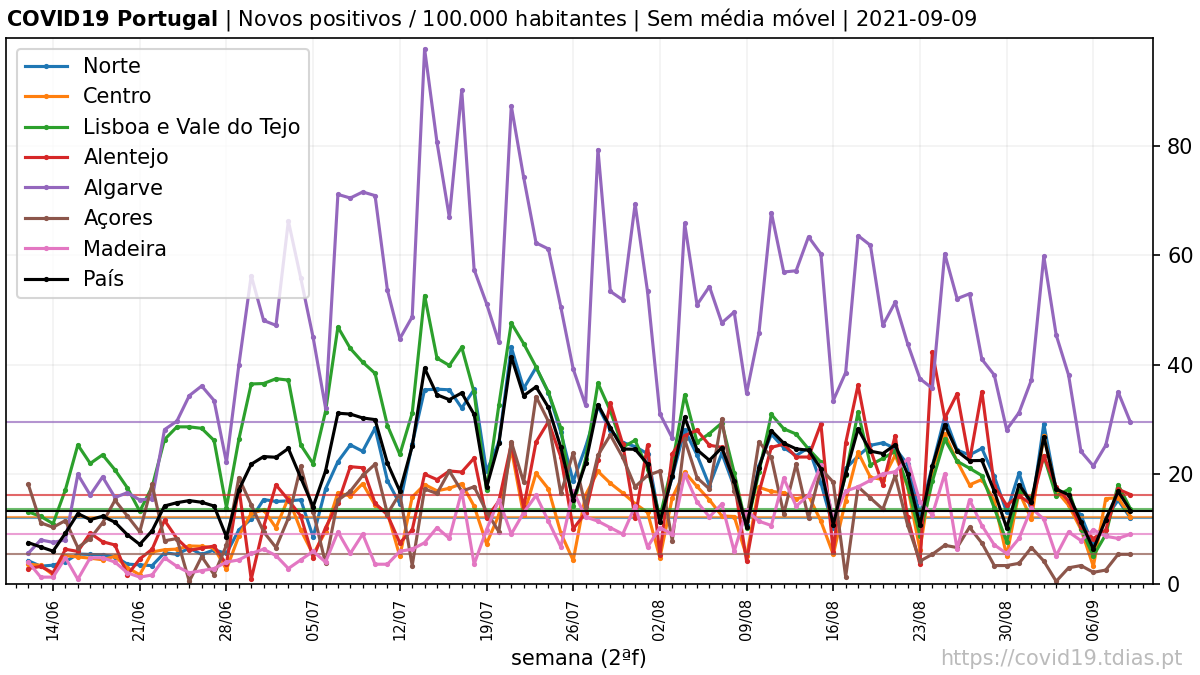 COVID19 Portugal | Novos positivos / 100.000 habitantes | Sem média móvel | 2021-09-09
Norte
Centro
Lisboa e Vale do Tejo
Alentejo
Algarve
Açores
Madeira
País
80
60
40
20
0
14/06
21/06
28/06
05/07
12/07
19/07
26/07
02/08
09/08
16/08
23/08
30/08
06/09
semana (2ªf)
https://covid19.tdias.pt